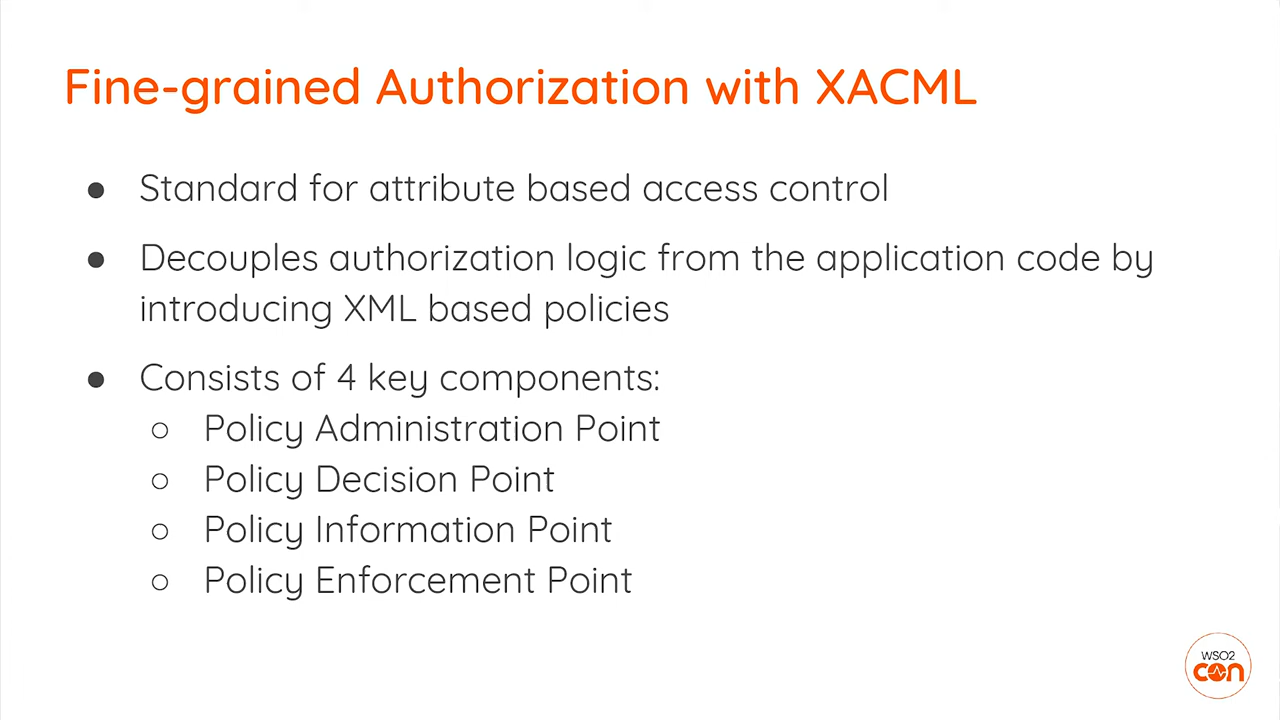 Fine-grained Authorization with XACML
● Standard for attribute based access control
● Decouples authorization logic from the application code by
introducing XML based policies
● Consists of 4 key components:
○ Policy Administration Point
○ Policy Decision Point
○ Policy Information Point
○ Policy Enforcement Point
WSO2
con